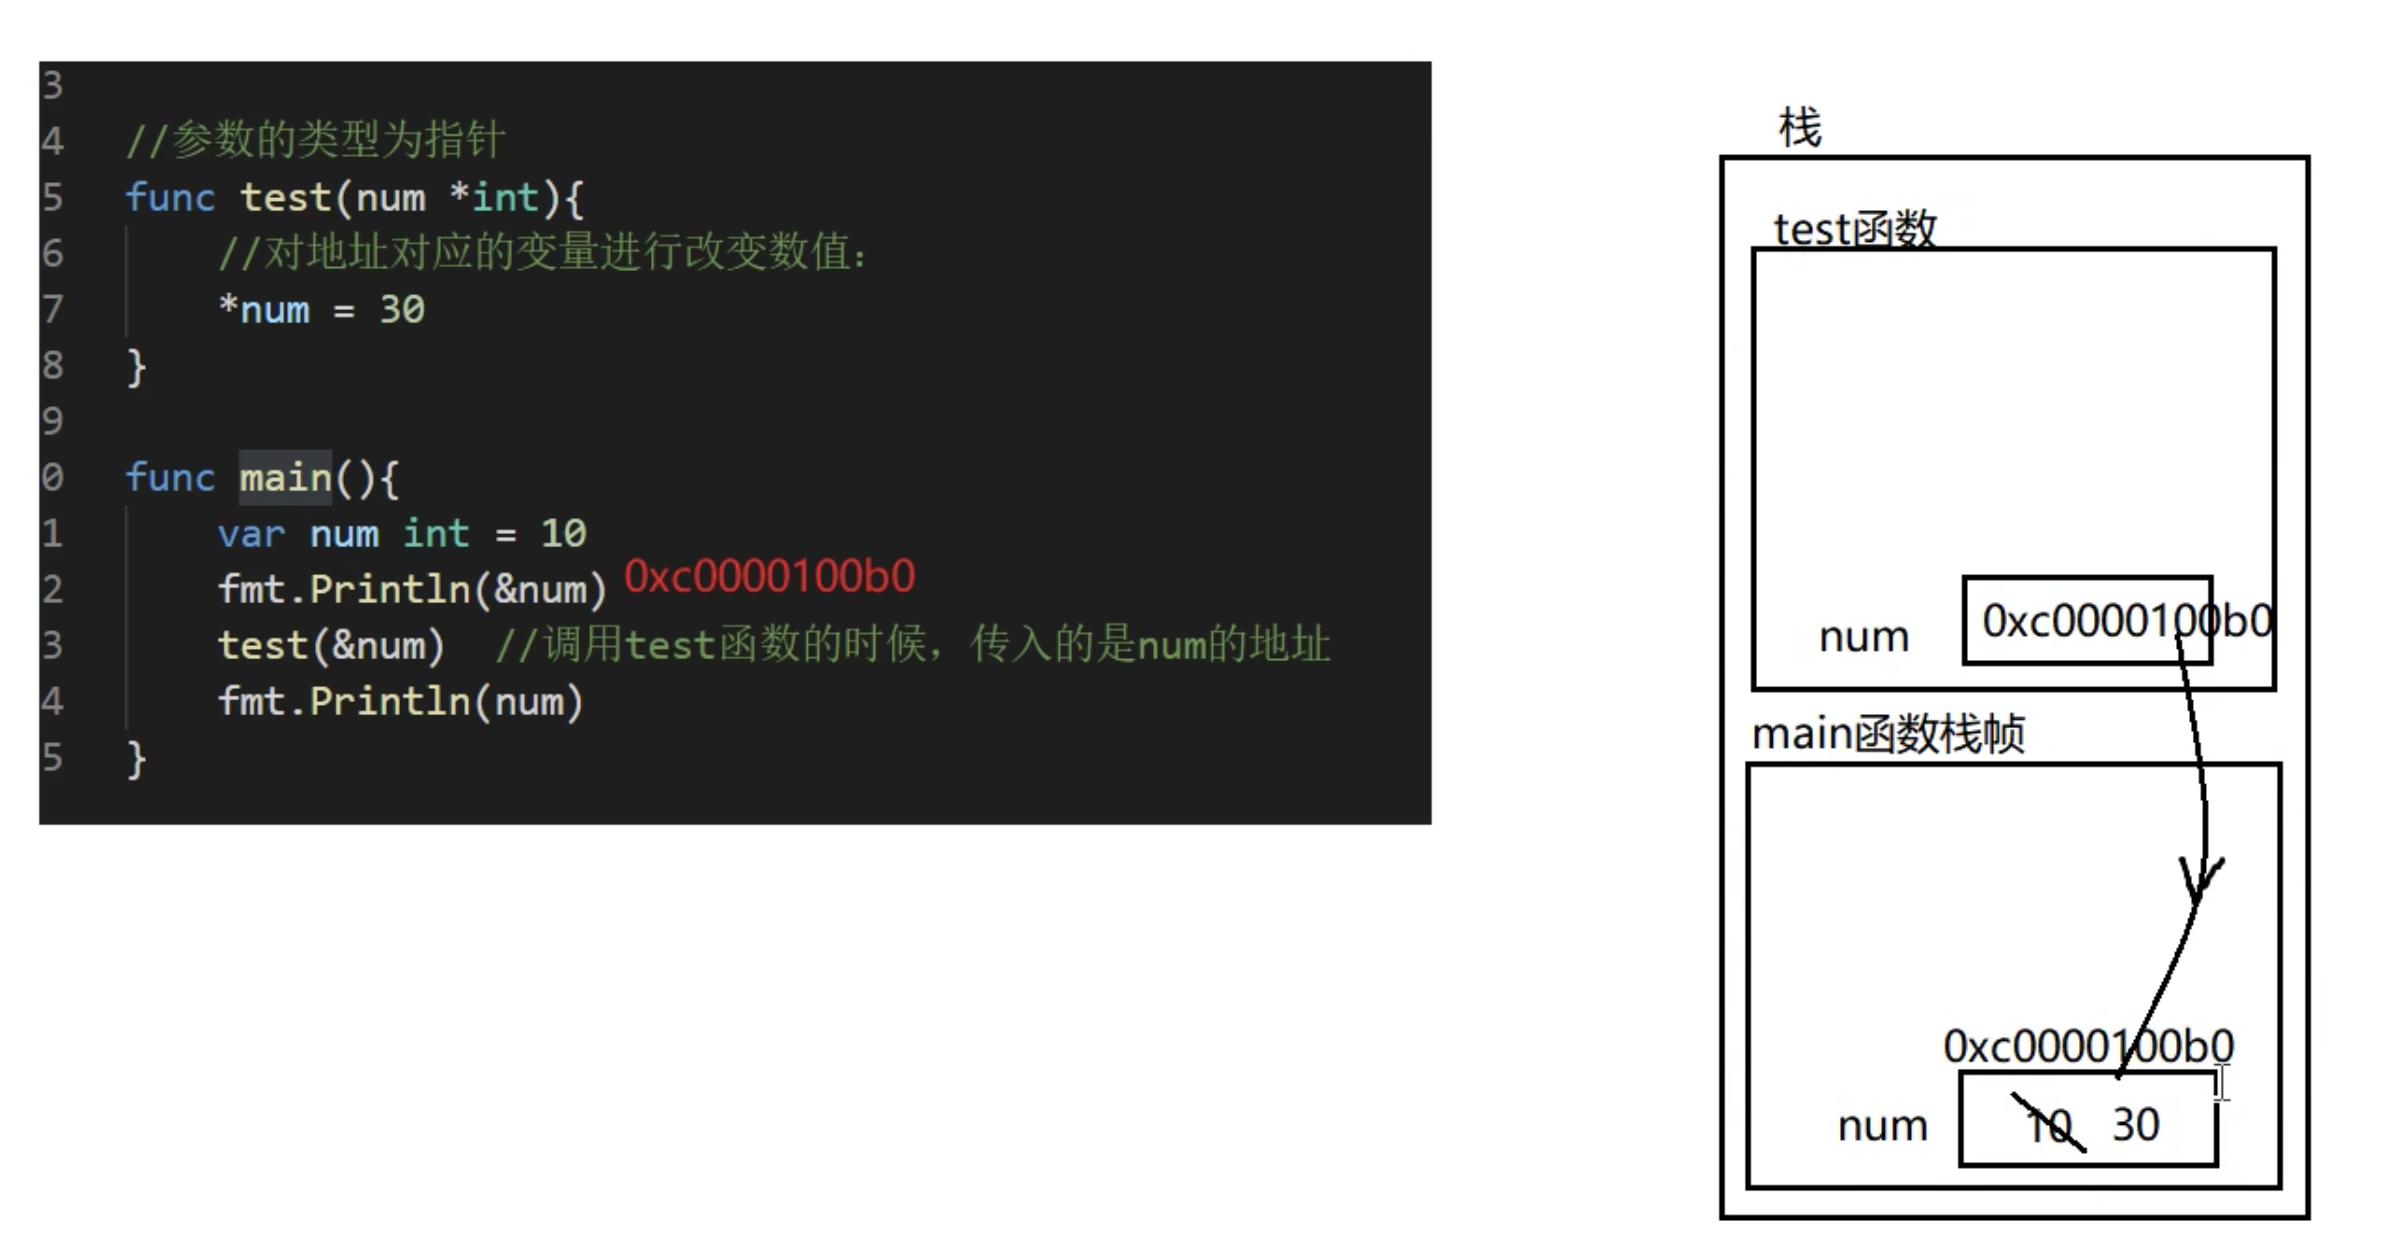 3
4 //参数的类型为指针
5 func test(num *int){
6 //对地址对应的变量进行改变数值：
7 *num = 30
8 }
9
0 func main(){
1 var num int = 10
2 fmt.Println(&num) 0xc0000100b0
3 test(&num) //调用test函数的时候，传入的是num的地址
4 fmt.Println(num)
5 }
栈
test函数
num 0xc0000100b0
main函数栈帧
0xc0000100b0
num 10 30